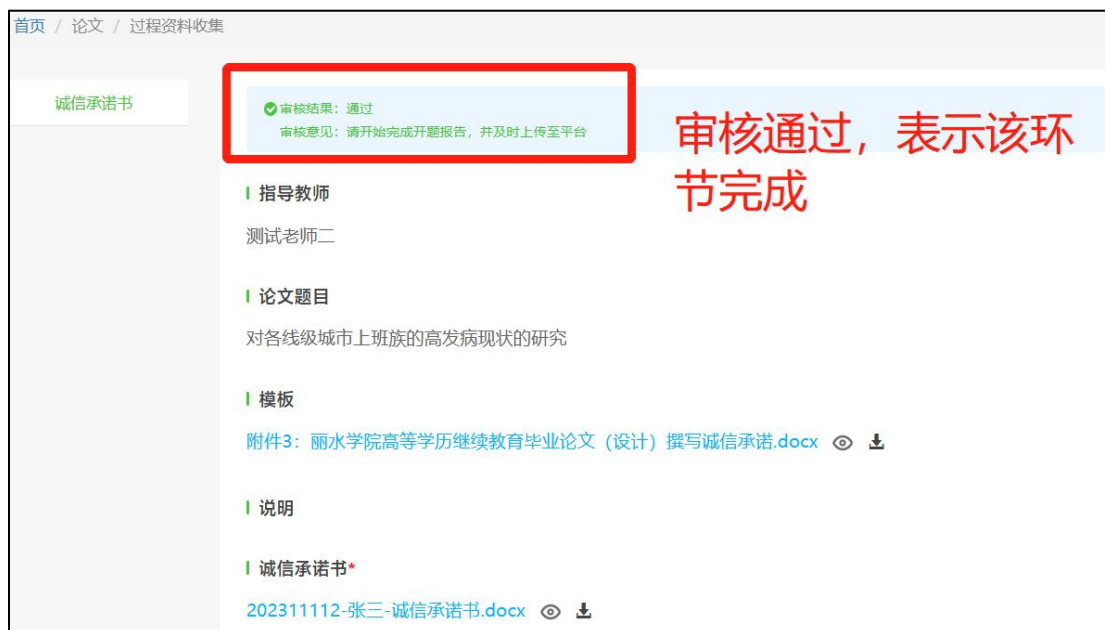 首页 / 论文 / 过程资料收集
诚信承诺书
审核结果：通过
审核意见：请开始完成开题报告，并及时上传至平台
审核通过，表示该环
节完成
指导教师
测试老师二
论文题目
对各线级城市上班族的高发病现状的研究
模板
附件3：丽水学院高等学历继续教育毕业论文（设计）撰写诚信承诺.docx
说明
诚信承诺书*
202311112-张三-诚信承诺书.docx